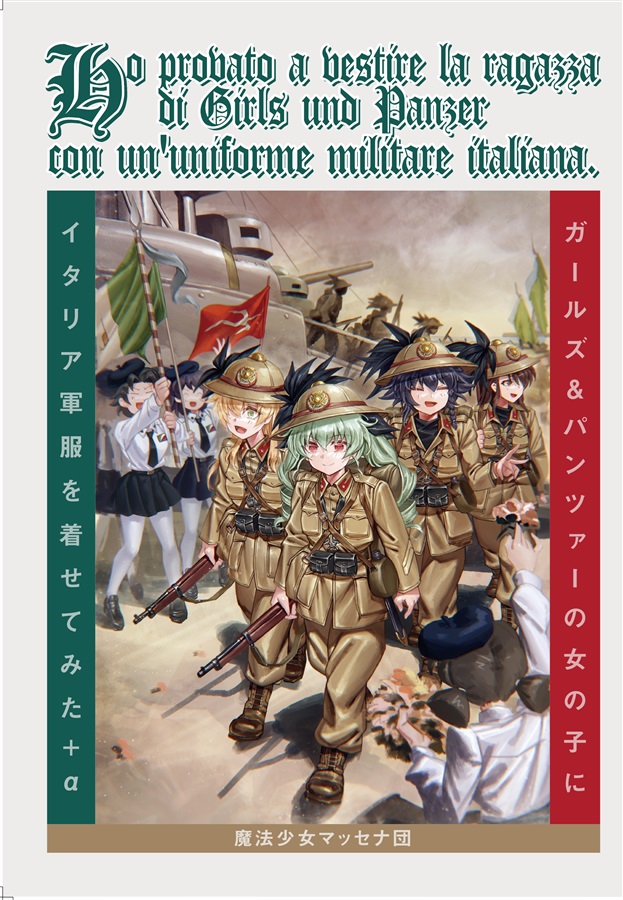 Ho provato a vestire la ragazza
di Girls und Panzer
con un'uniforme militare italiana.
ガールズ&パンツァーの女の子に
イタリア軍服を着せてみた+α
魔法少女マッセナ団